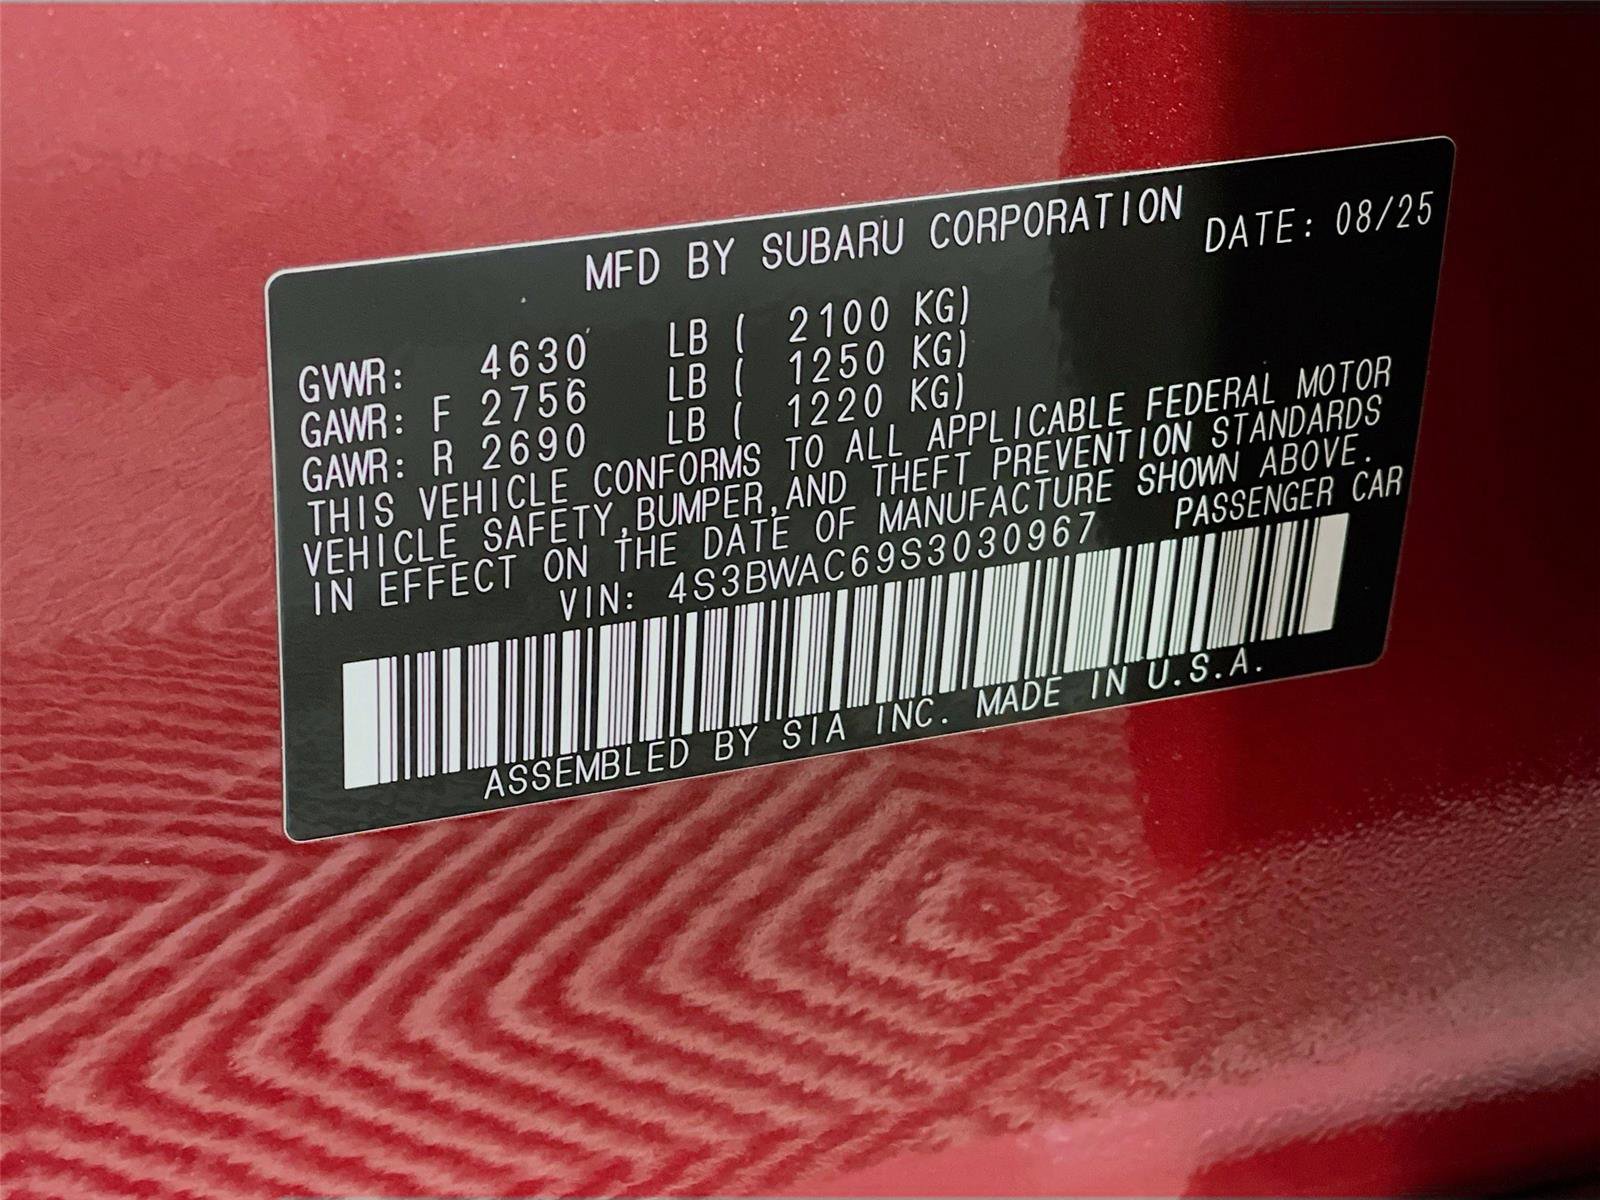 MFD BY SUBARU CORPORATION DATE: 08/25
GVWR: 4630 LB ( 2100 KG)
GAWR: F 2756 LB ( 1250 KG)
GAWR: R 2690 LB ( 1220 KG)
THIS VEHICLE CONFORMS TO ALL APPLICABLE FEDERAL MOTOR
VEHICLE SAFETY,BUMPER,AND THEFT PREVENTION STANDARDS
IN EFFECT ON THE DATE OF MANUFACTURE SHOWN ABOVE.
VIN: 4S3BWAC69S3030967 PASSENGER CAR
ASSEMBLED BY SIA INC. MADE IN U.S.A.